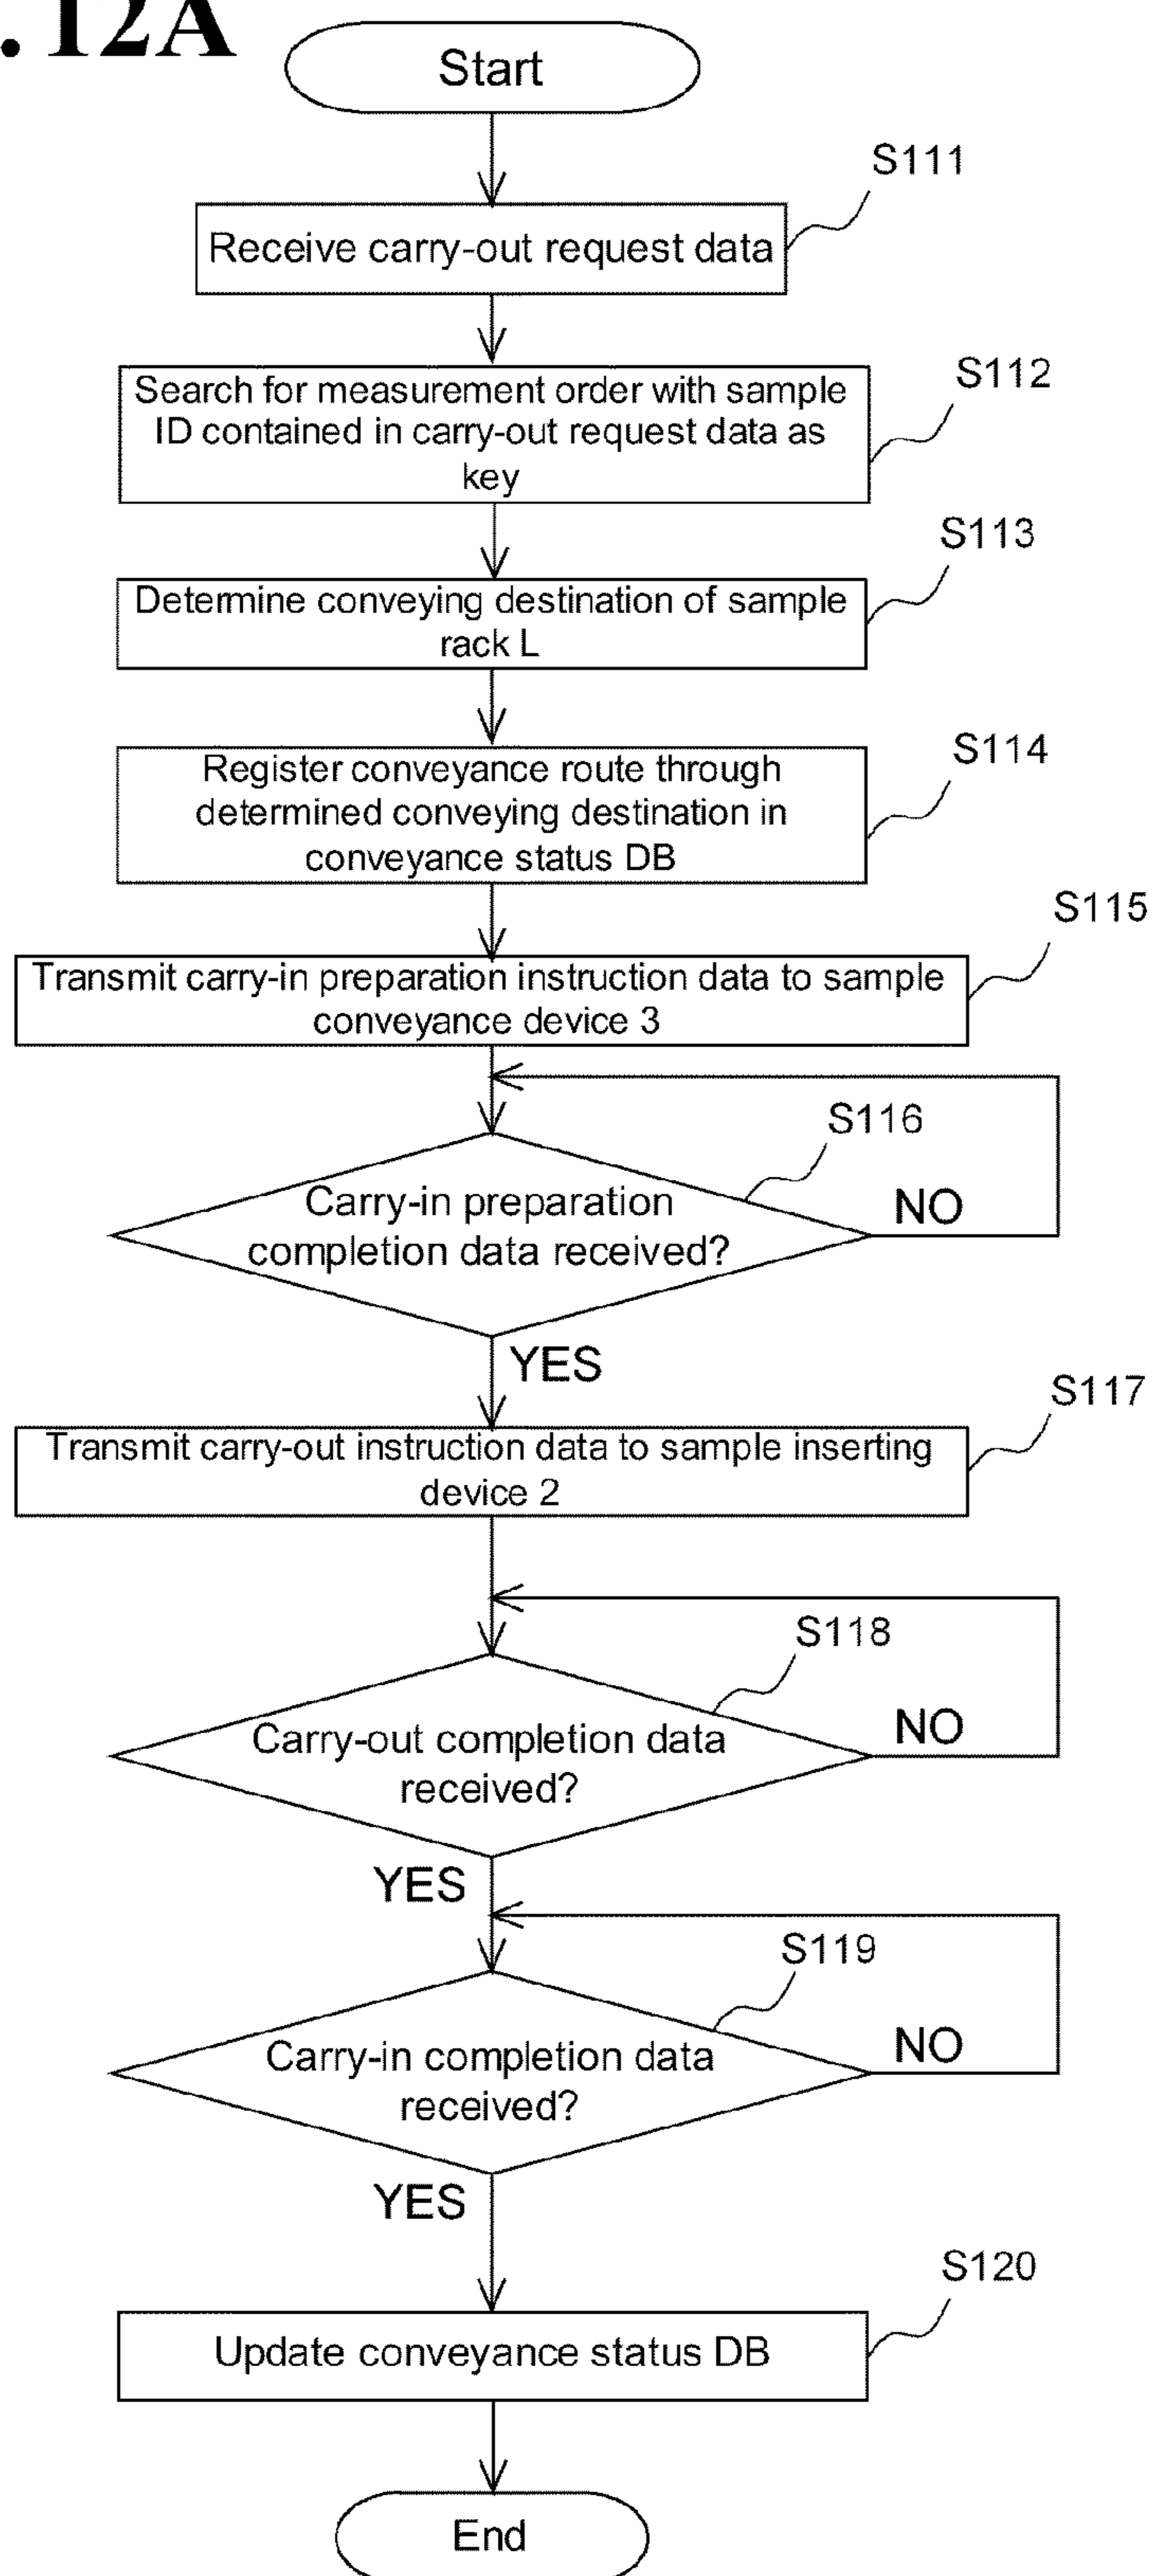 . 12A
Start
S111
Receive carry-out request data
S112
Search for measurement order with sample
ID contained in carry-out request data as
key
S113
Determine conveying destination of sample
rack L
S114
Register conveyance route through
determined conveying destination in
conveyance status DB
S115
Transmit carry-in preparation instruction data to sample
conveyance device 3
S116
Carry-in preparation
completion data received?
NO
YES
S117
Transmit carry-out instruction data to sample inserting
device 2
S118
Carry-out completion data
received?
NO
YES
S119
Carry-in completion data
received?
NO
YES
S120
Update conveyance status DB
End